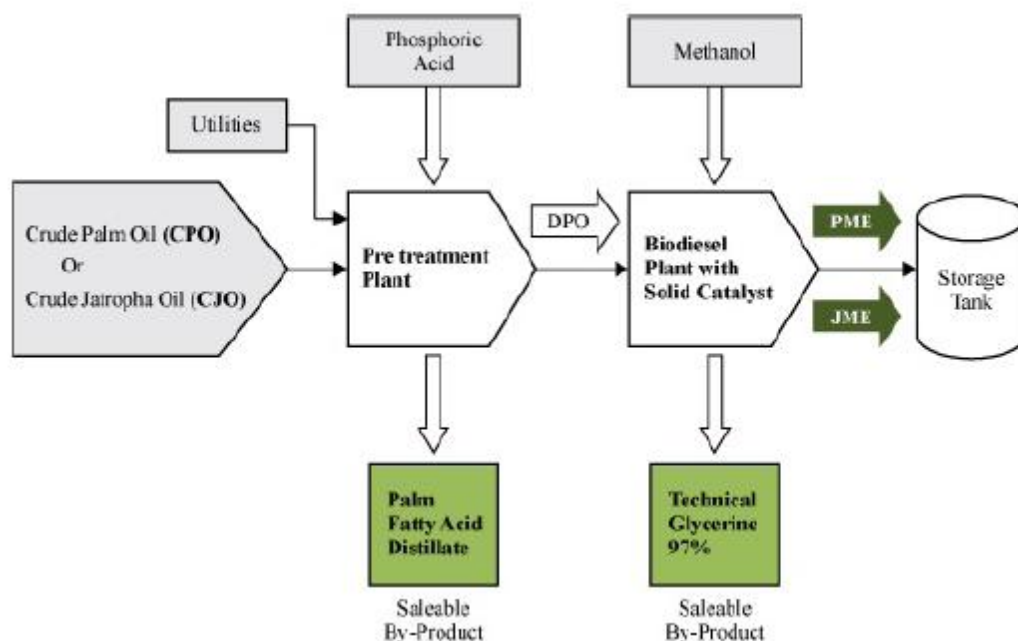 Phosphoric
Acid
Methanol
Utilities
Crude Palm Oil (CPO)
Or
Crude Jatropha Oil (CJO)
Pre treatment
Plant
DPO
Biodiesel
Plant with
Solid Catalyst
PME
JME
Storage
Tank
Palm
Fatty Acid
Distillate
Technical
Glycerine
97%
Saleable
By-Product
Saleable
By-Product